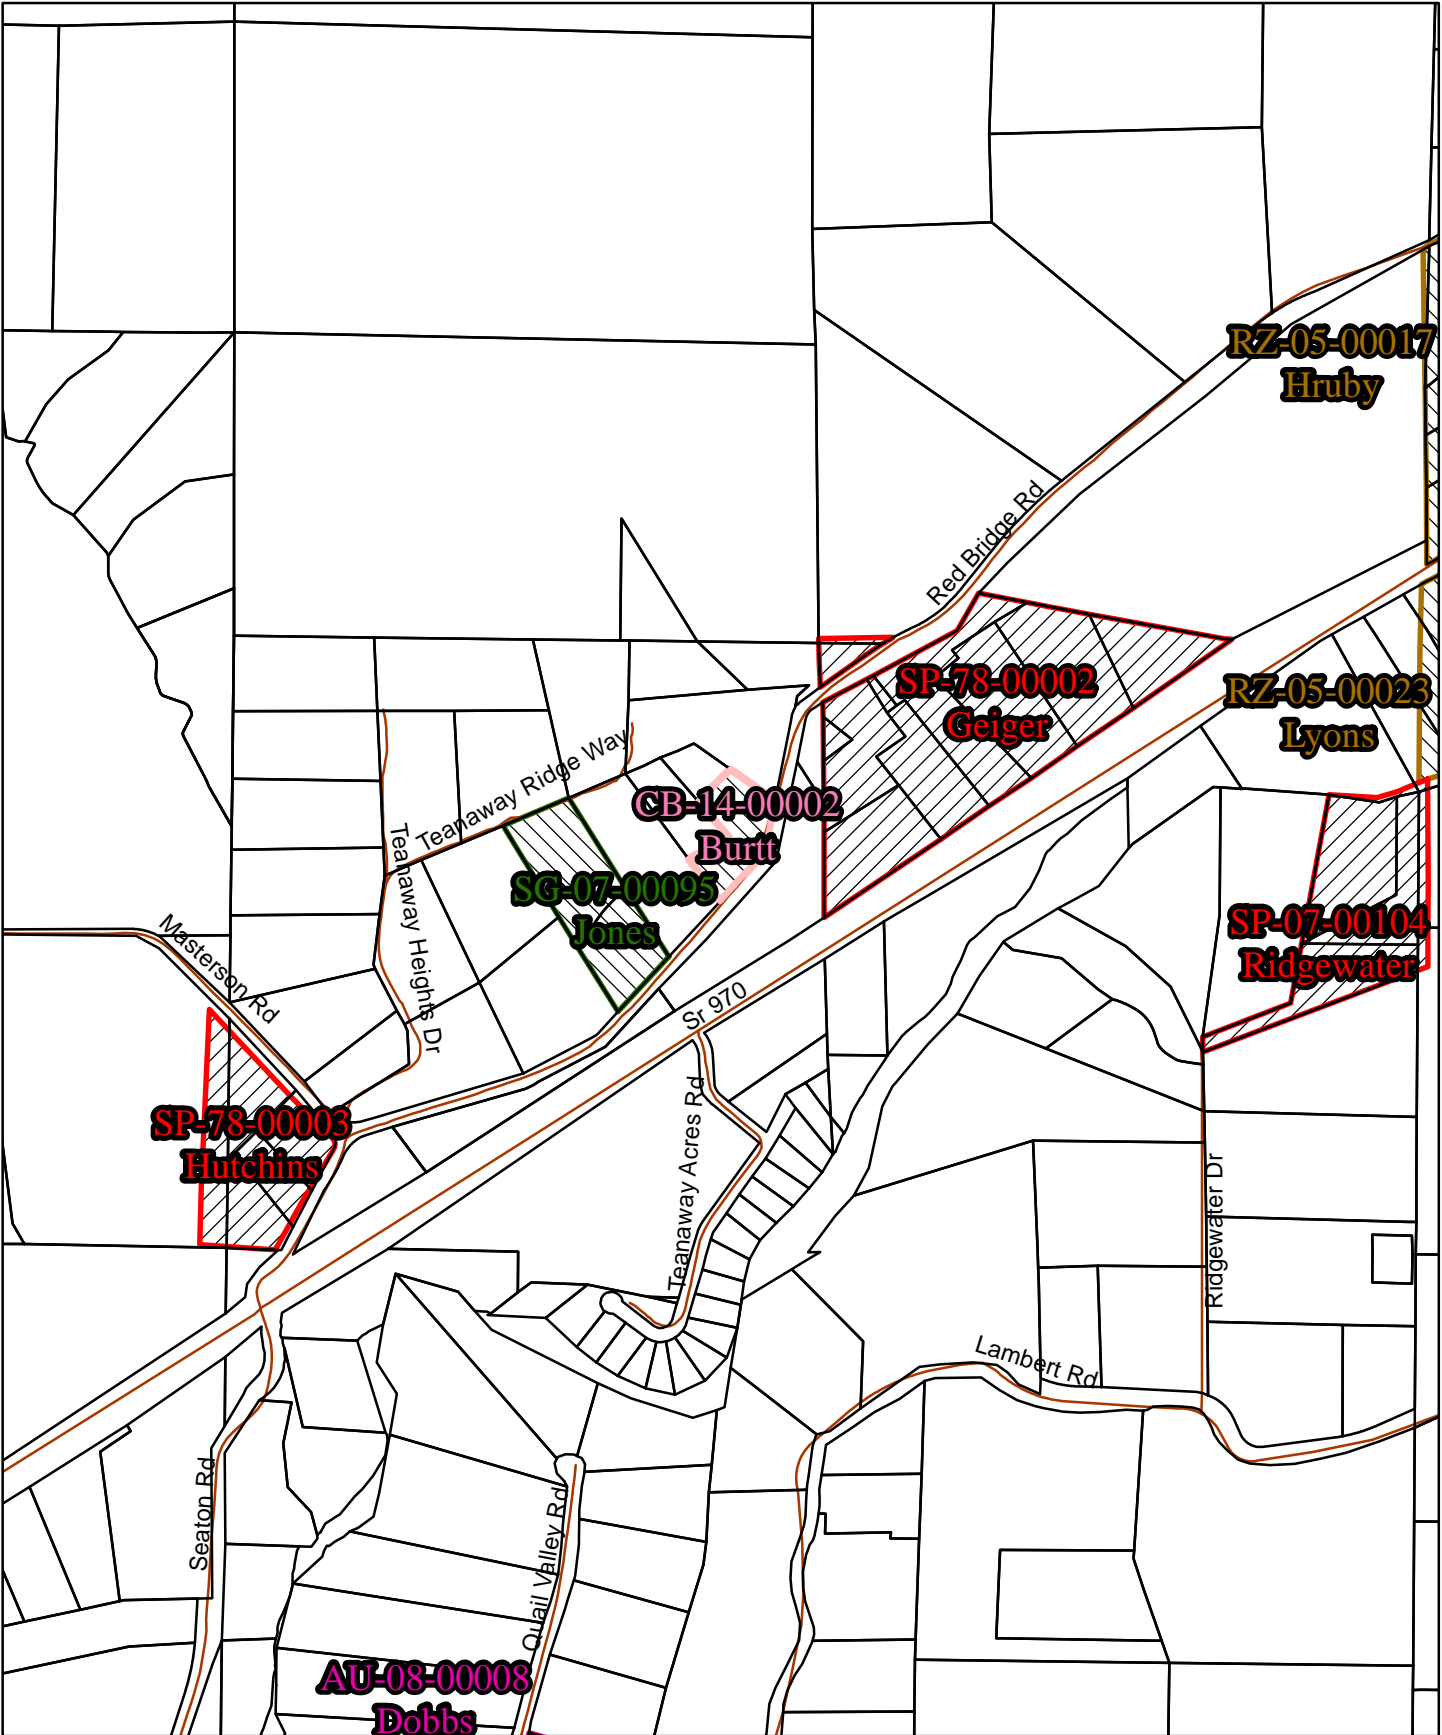 RZ-05-00017
Hruby
Red Bridge Rd
SP-78-00002
Geiger
RZ-05-00023
Lyons
Teanaway Ridge Way
CB-14-00002
Burtt
Teanaway Heights Dr
SG-07-00095
Jones
SP-07-00104
Ridgewater
Masterson Rd
Sr 970
SP-78-00003
Hutchins
Teanaway Acres Rd
Ridgewater Dr
Lambert Rd
Seaton Rd
Quail Valley Rd
AU-08-00008
Dobbs